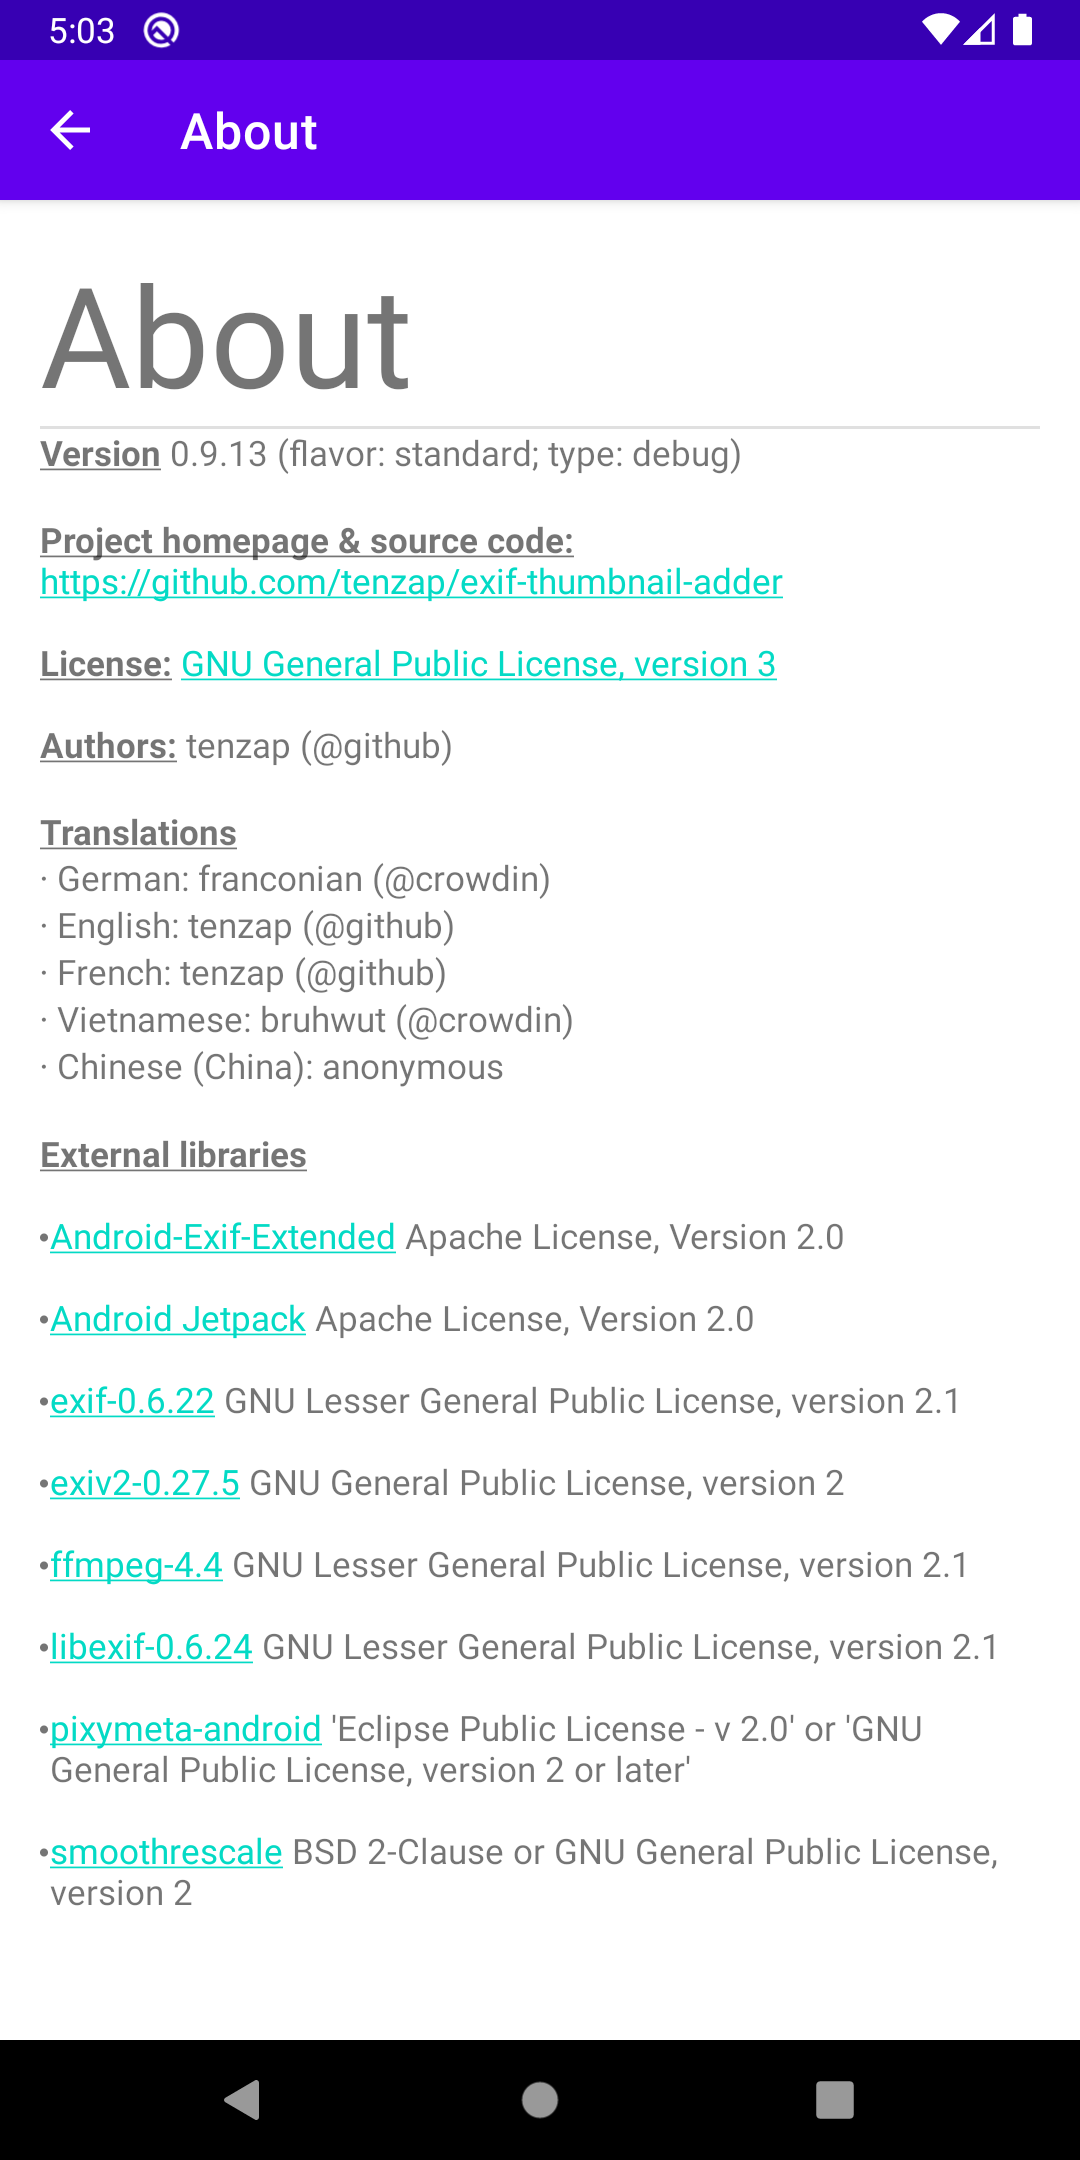 5:03
About
About
Version 0.9.13 (flavor: standard; type: debug)
Project homepage & source code:
https://github.com/tenzap/exif-thumbnail-adder
License: GNU General Public License, version 3
Authors: tenzap (@github)
Translations
· German: franconian (@crowdin)
· English: tenzap (@github)
· French: tenzap (@github)
· Vietnamese: bruhwut (@crowdin)
· Chinese (China): anonymous
External libraries
•Android-Exif-Extended Apache License, Version 2.0
•Android Jetpack Apache License, Version 2.0
•exif-0.6.22 GNU Lesser General Public License, version 2.1
•exiv2-0.27.5 GNU General Public License, version 2
•ffmpeg-4.4 GNU Lesser General Public License, version 2.1
•libexif-0.6.24 GNU Lesser General Public License, version 2.1
•pixymeta-android 'Eclipse Public License - v 2.0' or 'GNU
General Public License, version 2 or later'
•smoothrescale BSD 2-Clause or GNU General Public License,
version 2